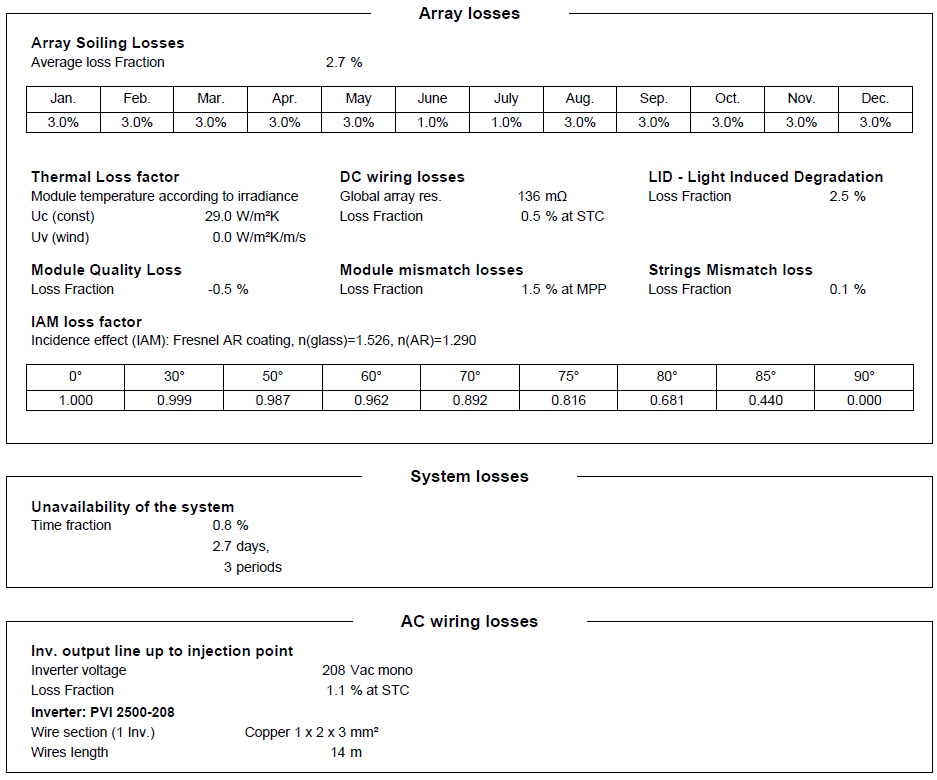 Array losses
Array Soiling Losses
Average loss Fraction 2.7 %
Jan. Feb. Mar. Apr. May June July Aug. Sep. Oct. Nov. Dec.
3.0% 3.0% 3.0% 3.0% 3.0% 1.0% 1.0% 3.0% 3.0% 3.0% 3.0% 3.0%
Thermal Loss factor DC wiring losses LID - Light Induced Degradation
Module temperature according to irradiance Global array res. 136 mΩ Loss Fraction 2.5 %
Uc (const) 29.0 W/m²K Loss Fraction 0.5 % at STC
Uv (wind) 0.0 W/m²K/m/s
Module Quality Loss Module mismatch losses Strings Mismatch loss
Loss Fraction -0.5 % Loss Fraction 1.5 % at MPP Loss Fraction 0.1 %
IAM loss factor
Incidence effect (IAM): Fresnel AR coating, n(glass)=1.526, n(AR)=1.290
0° 30° 50° 60° 70° 75° 80° 85° 90°
1.000 0.999 0.987 0.962 0.892 0.816 0.681 0.440 0.000
System losses
Unavailability of the system
Time fraction 0.8 %
2.7 days,
3 periods
AC wiring losses
Inv. output line up to injection point
Inverter voltage 208 Vac mono
Loss Fraction 1.1 % at STC
Inverter: PVI 2500-208
Wire section (1 Inv.) Copper 1 x 2 x 3 mm²
Wires length 14 m